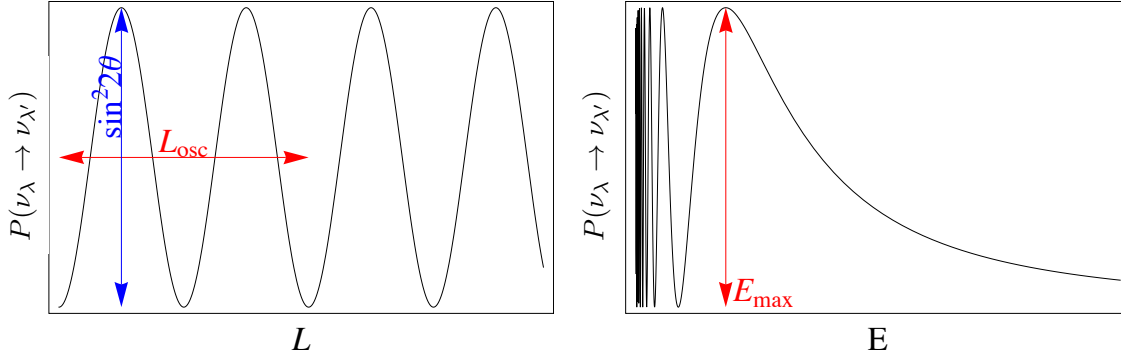 P(ν_λ → ν_λ')
sin²2θ
L_osc
L
P(ν_λ → ν_λ')
E_max
E